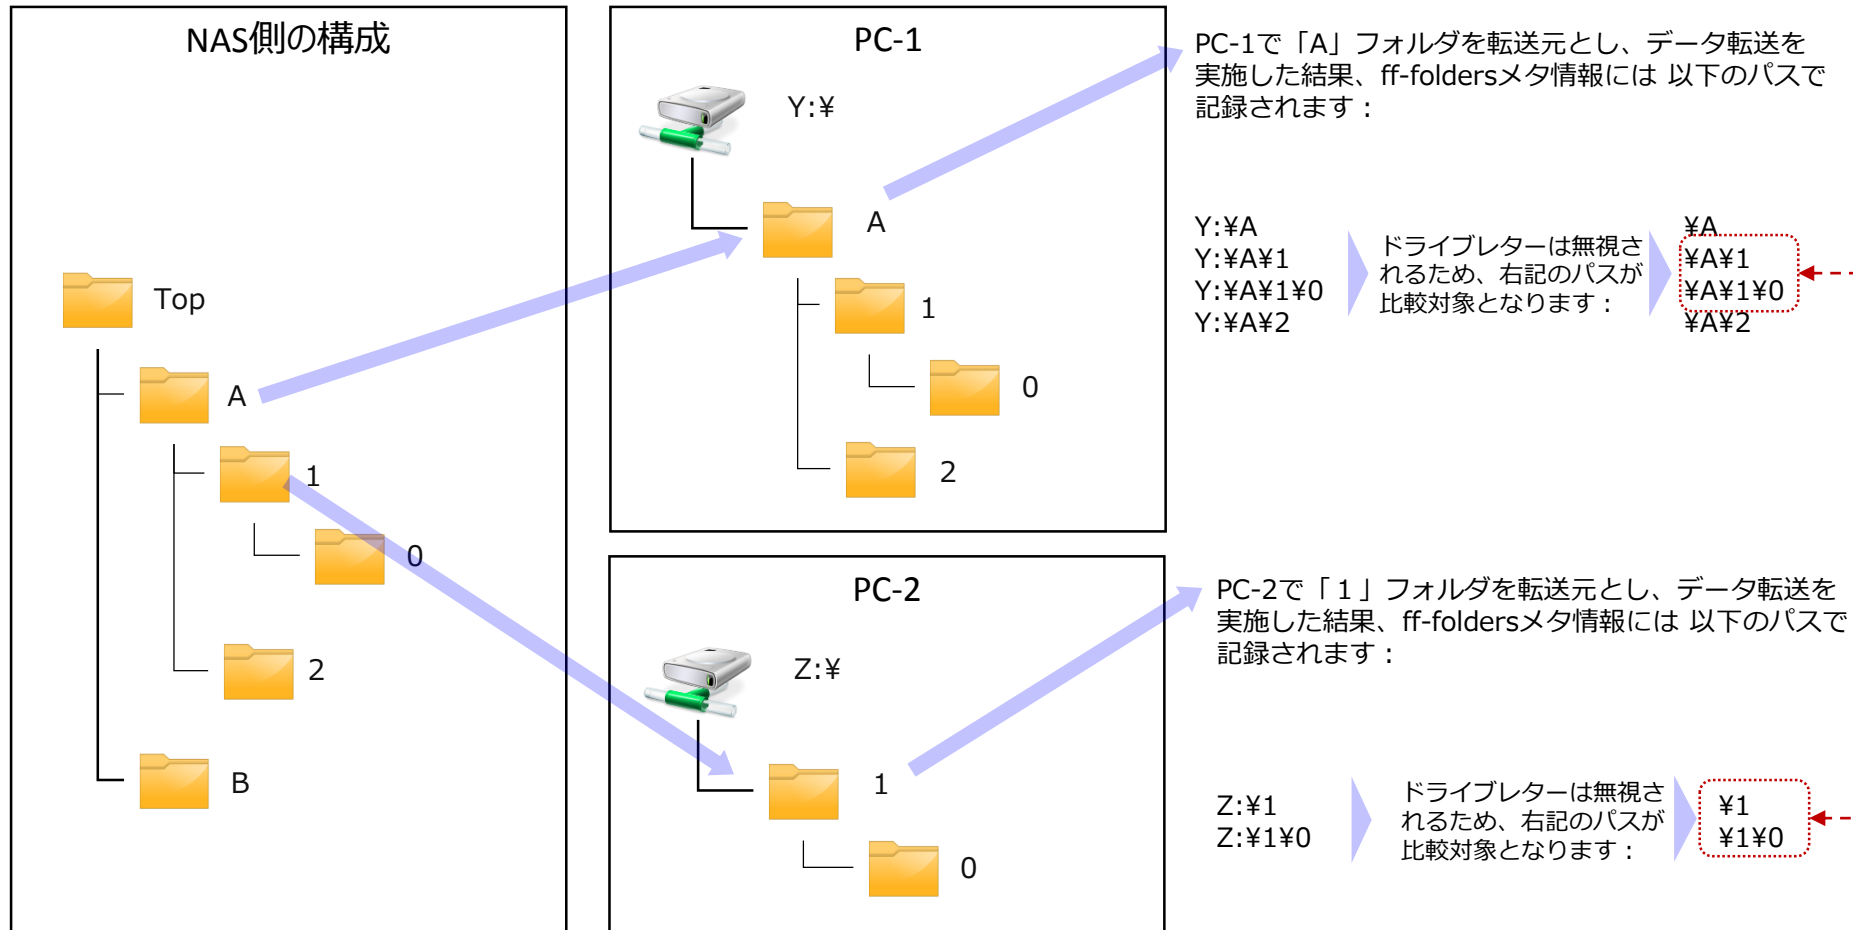 NAS側の構成
Top
A
1
0
2
B
PC-1
Y:¥
A
1
0
2
PC-1で「A」フォルダを転送元とし、データ転送を
実施した結果、ff-foldersメタ情報には 以下のパスで
記録されます：
Y:¥A
Y:¥A¥1
Y:¥A¥1¥0
Y:¥A¥2
ドライブレターは無視さ
れるため、右記のパスが
比較対象となります：
¥A
¥A¥1
¥A¥1¥0
¥A¥2
PC-2
Z:¥
1
0
PC-2で「１」フォルダを転送元とし、データ転送を
実施した結果、ff-foldersメタ情報には 以下のパスで
記録されます：
Z:¥1
Z:¥1¥0
ドライブレターは無視さ
れるため、右記のパスが
比較対象となります：
¥1
¥1¥0